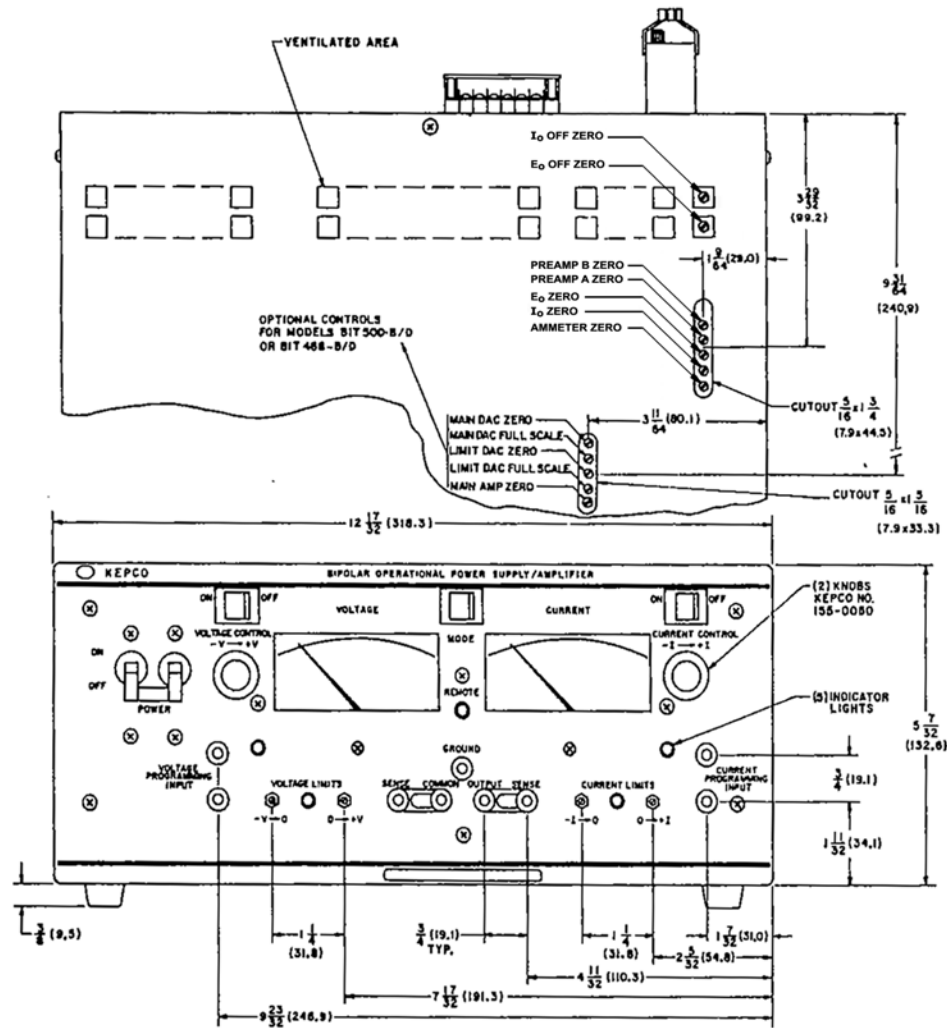 VENTILATED AREA
I₀ OFF ZERO
E₀ OFF ZERO
3 29/32
(99.2)
1 9/64 (29.0)
9 31/64
(240,9)
PREAMP B ZERO
PREAMP A ZERO
E₀ ZERO
I₀ ZERO
AMMETER ZERO
OPTIONAL CONTROLS
FOR MODELS BIT 500-B/D
OR BIT 488-B/D
CUTOUT 5/16 x 1 3/4
(7.9x44.5)
3 11/64 (80.1)
MAIN DAC ZERO
MAIN DAC FULL SCALE
LIMIT DAC ZERO
LIMIT DAC FULL SCALE
MAIN AMP ZERO
CUTOUT 5/16 x 1 5/16
(7.9x33.3)
12 17/32 (318.3)
KEPCO
BIPOLAR OPERATIONAL POWER SUPPLY/AMPLIFIER
ON OFF
VOLTAGE
CURRENT
ON OFF
(2) KNOBS
KEPCO NO.
155-0060
VOLTAGE CONTROL
-V→+V
MODE
CURRENT CONTROL
-I→+I
ON
OFF
POWER
REMOTE
(5) INDICATOR
LIGHTS
5 7/32
(132,6)
GROUND
VOLTAGE
PROGRAMMING
INPUT
VOLTAGE LIMITS
-V→0
0→+V
SENSE COMMON OUTPUT SENSE
CURRENT LIMITS
-I→0
0→+I
CURRENT
PROGRAMMING
INPUT
3/4 (19.1)
1 11/32 (34.1)
(9,5)
1 1/4
(31.8)
3/4 (19.1)
TYP.
1 1/4
(31.8)
1 7/32 (31,0)
2 5/32 (54.8)
4 11/32 (110.3)
7 17/32 (191.3)
9 23/32 (246.9)